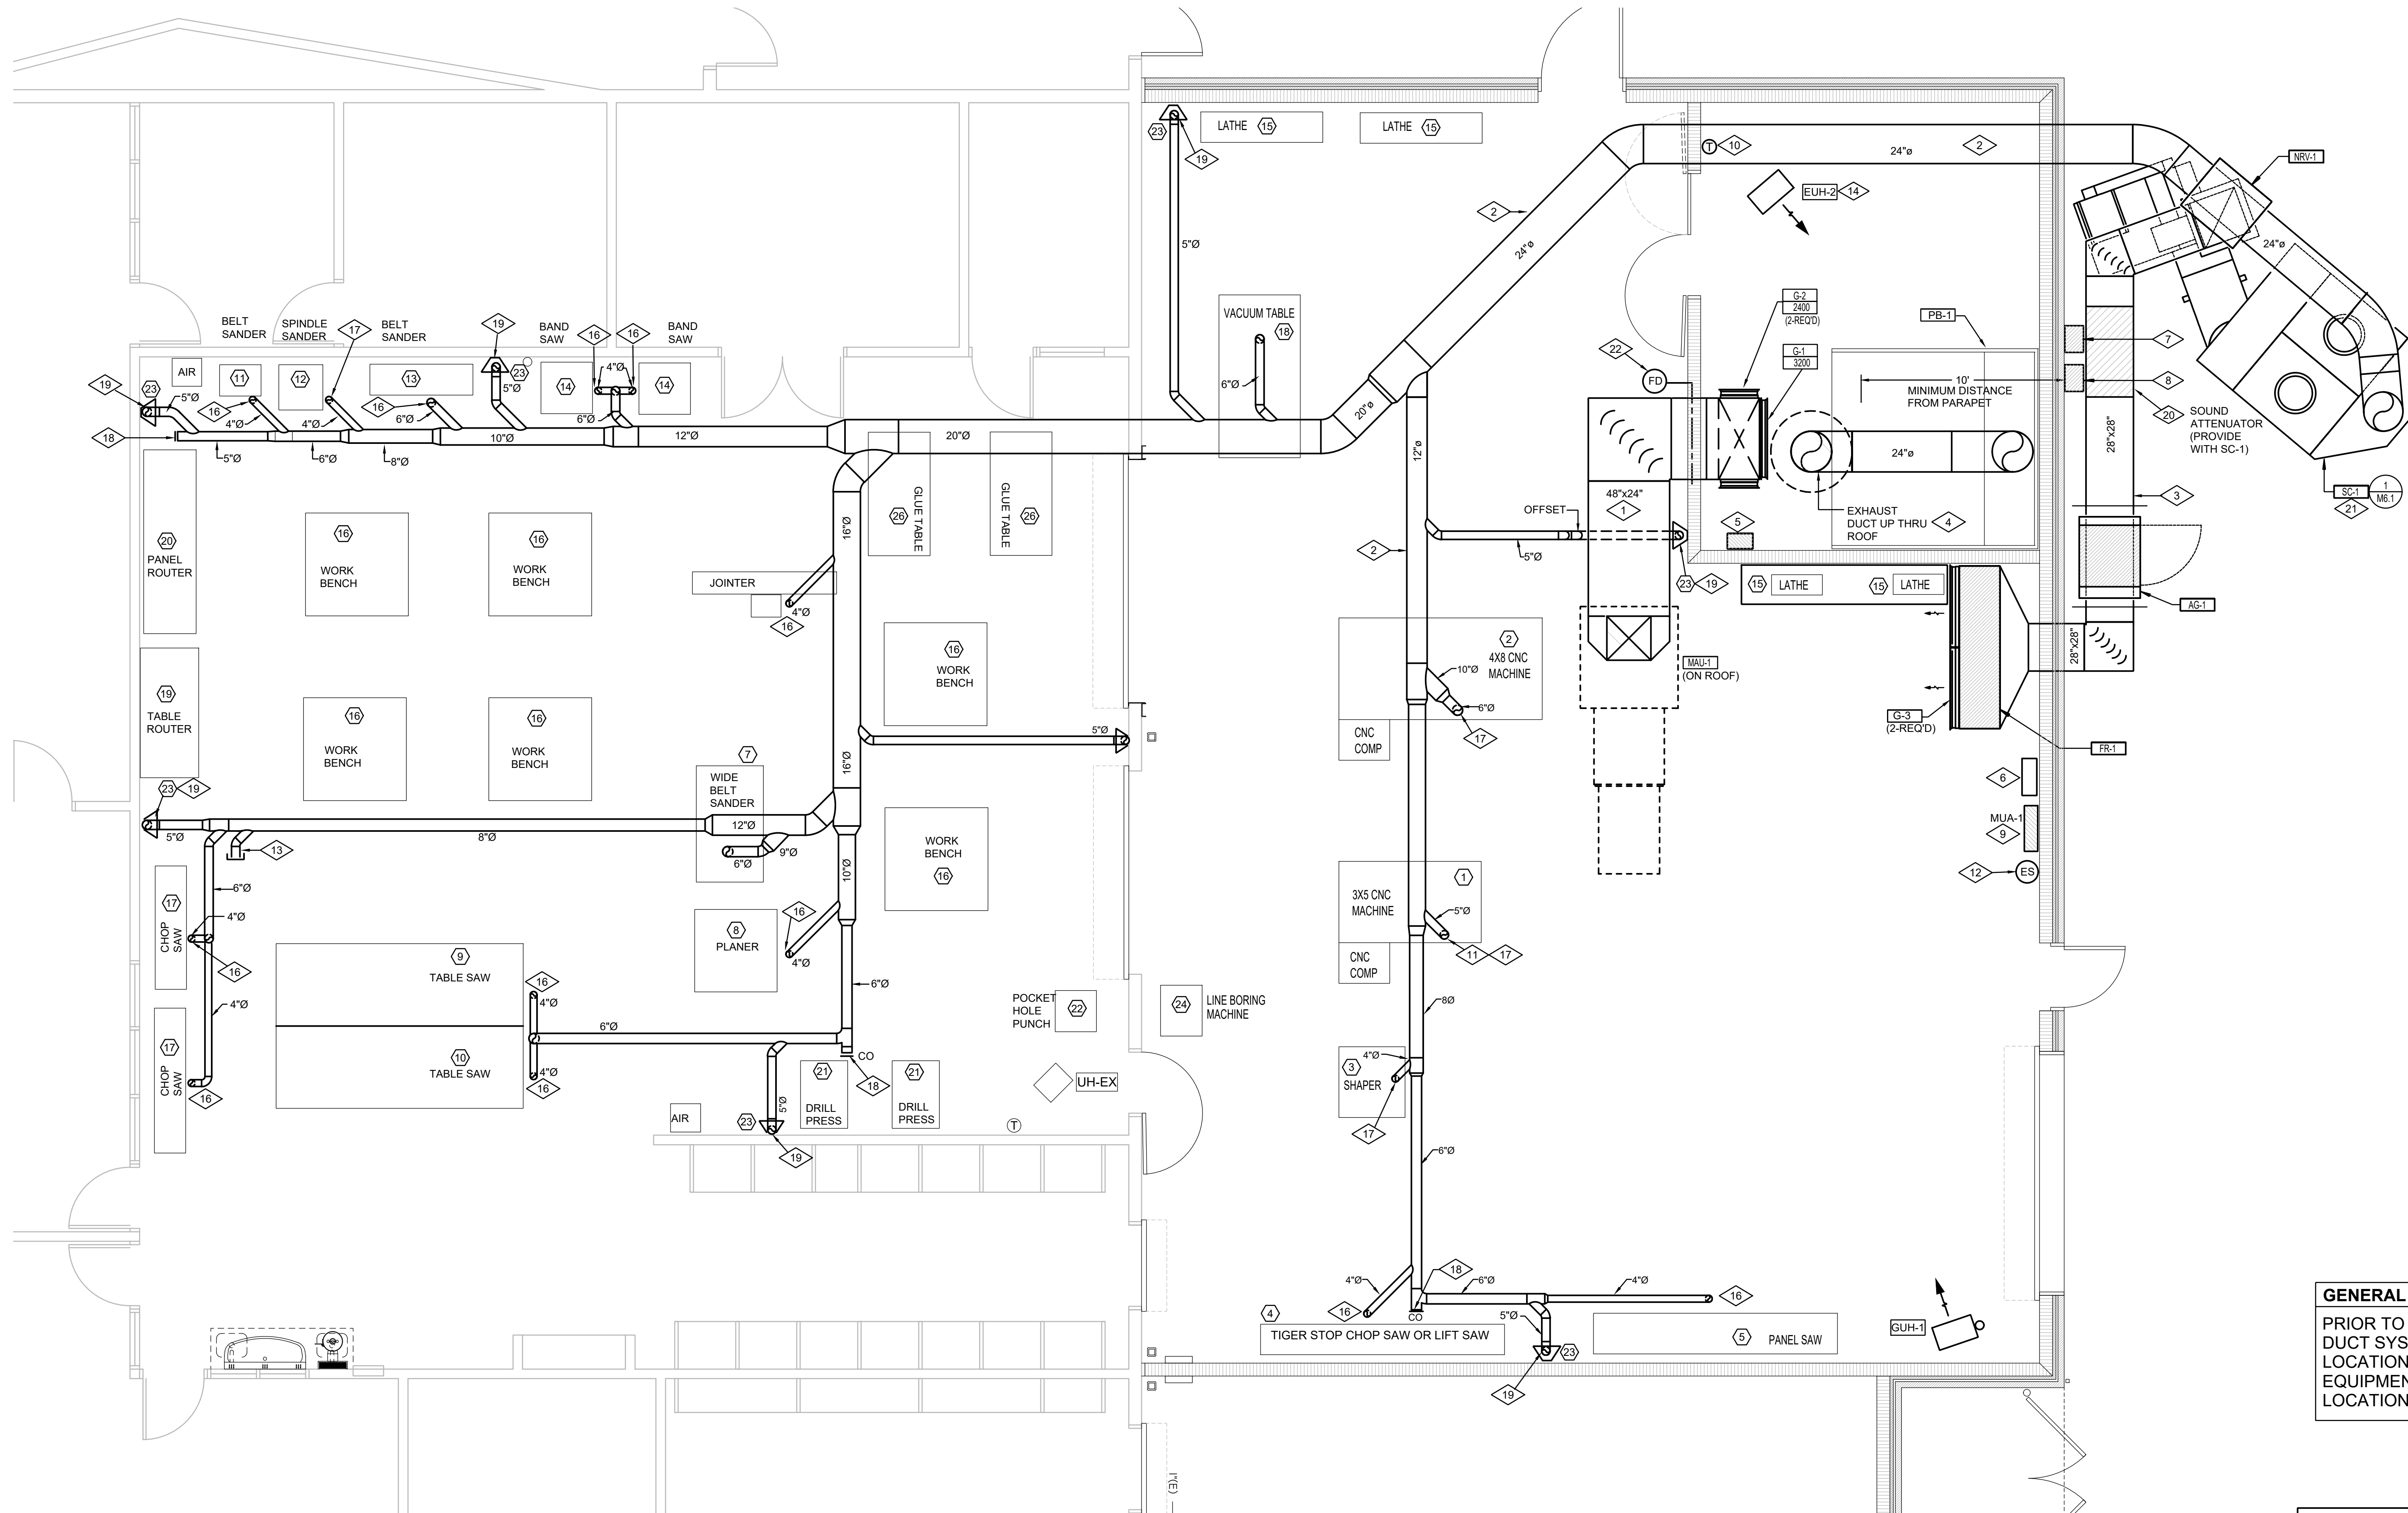 LATHE 15
LATHE 15
23
19
5"Ø
T 10
24"ø
2
NRV-1
EUH-2 14
2
24"ø
24"ø
BELT
SANDER
SPINDLE
SANDER
17
BELT
SANDER
19
BAND
SAW
16
16
BAND
SAW
4"Ø
VACUUM TABLE
18
6"Ø
20"ø
G-2
2400
(2-REQ'D)
G-1
3200
22
FD
PB-1
10'
MINIMUM DISTANCE
FROM PARAPET
7
8
20
SOUND
ATTENUATOR
(PROVIDE
WITH SC-1)
28"x28"
SC-1
21
1
M6.1
3
AIR
11
12
13
23
5"Ø
14
14
19
23
5"Ø
16
4"Ø
4"Ø
16
6"Ø
6"Ø
18
5"Ø
6"Ø
8"Ø
10"Ø
12"Ø
20"Ø
12"Ø
24"ø
EXHAUST
DUCT UP THRU
ROOF
4
48"x24"
1
OFFSET
5
5"Ø
2
23
19
15
LATHE
15
LATHE
AG-1
28"x28"
G-3
(2-REQ'D)
FR-1
MAU-1
(ON ROOF)
20
PANEL
ROUTER
16
WORK
BENCH
16
WORK
BENCH
16"Ø
26
GLUE TABLE
GLUE TABLE
26
JOINTER
4"Ø
16
16
WORK
BENCH
19
TABLE
ROUTER
16
WORK
BENCH
16
WORK
BENCH
5"Ø
16"Ø
7
WIDE
BELT
SANDER
23
19
5"Ø
8"Ø
12"Ø
6"Ø
9"Ø
13
10"Ø
WORK
BENCH
16
2
4X8 CNC
MACHINE
10"Ø
6"Ø
17
CNC
COMP
6
MUA-1
9
12
ES
1
3X5 CNC
MACHINE
5"Ø
11
17
CNC
COMP
6"Ø
17
CHOP
SAW
4"Ø
16
4"Ø
17
CHOP
SAW
16
9
TABLE SAW
10
TABLE SAW
16
4"Ø
4"Ø
16
6"Ø
8
PLANER
16
4"Ø
6"Ø
CO
18
5"Ø
23
19
21
DRILL
PRESS
21
DRILL
PRESS
AIR
POCKET
HOLE
PUNCH
22
24
LINE BORING
MACHINE
UH-EX
T
8Ø
4"Ø
3
SHAPER
17
6"Ø
4"Ø
16
18
CO
6"Ø
4"Ø
16
5"Ø
4
TIGER STOP CHOP SAW OR LIFT SAW
23
19
5
PANEL SAW
GUH-1
1"(E)
GENERAL
PRIOR TO
DUCT SYS
LOCATION
EQUIPMEN
LOCATION